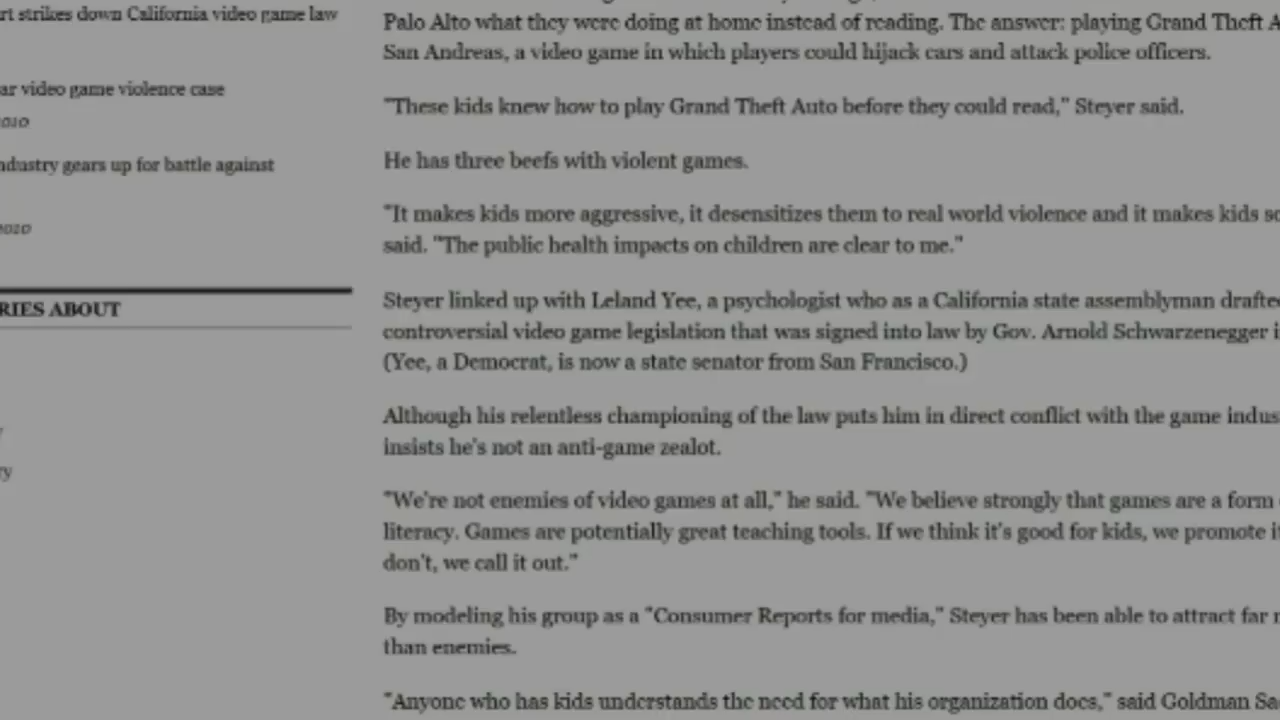 rt strikes down California video game law
ar video game violence case
2010
ndustry gears up for battle against
2010
RIES ABOUT
ry
Palo Alto what they were doing at home instead of reading. The answer: playing Grand Theft A
San Andreas, a video game in which players could hijack cars and attack police officers.
"These kids knew how to play Grand Theft Auto before they could read," Steyer said.
He has three beefs with violent games.
"It makes kids more aggressive, it desensitizes them to real world violence and it makes kids sc
said. "The public health impacts on children are clear to me."
Steyer linked up with Leland Yee, a psychologist who as a California state assemblyman drafte
controversial video game legislation that was signed into law by Gov. Arnold Schwarzenegger i
(Yee, a Democrat, is now a state senator from San Francisco.)
Although his relentless championing of the law puts him in direct conflict with the game indus
insists he's not an anti-game zealot.
"We're not enemies of video games at all," he said. "We believe strongly that games are a form
literacy. Games are potentially great teaching tools. If we think it's good for kids, we promote i
don't, we call it out."
By modeling his group as a "Consumer Reports for media," Steyer has been able to attract far
than enemies.
"Anyone who has kids understands the need for what his organization does," said Goldman Sa